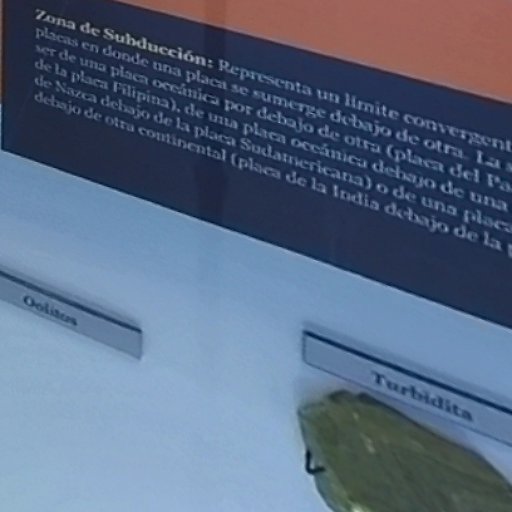 Zona de Subducción: Representa un límite convergent
placas en donde una placa se sumerge debajo de otra. La s
ser de una placa oceánica por debajo de otra (placa del Pa
de la placa Filipina), de una placa oceánica debajo de una
de Nazca debajo de la placa Sudamericana) o de una placa
debajo de otra continental (placa de la India debajo de la p
Oolitos
Turbidita